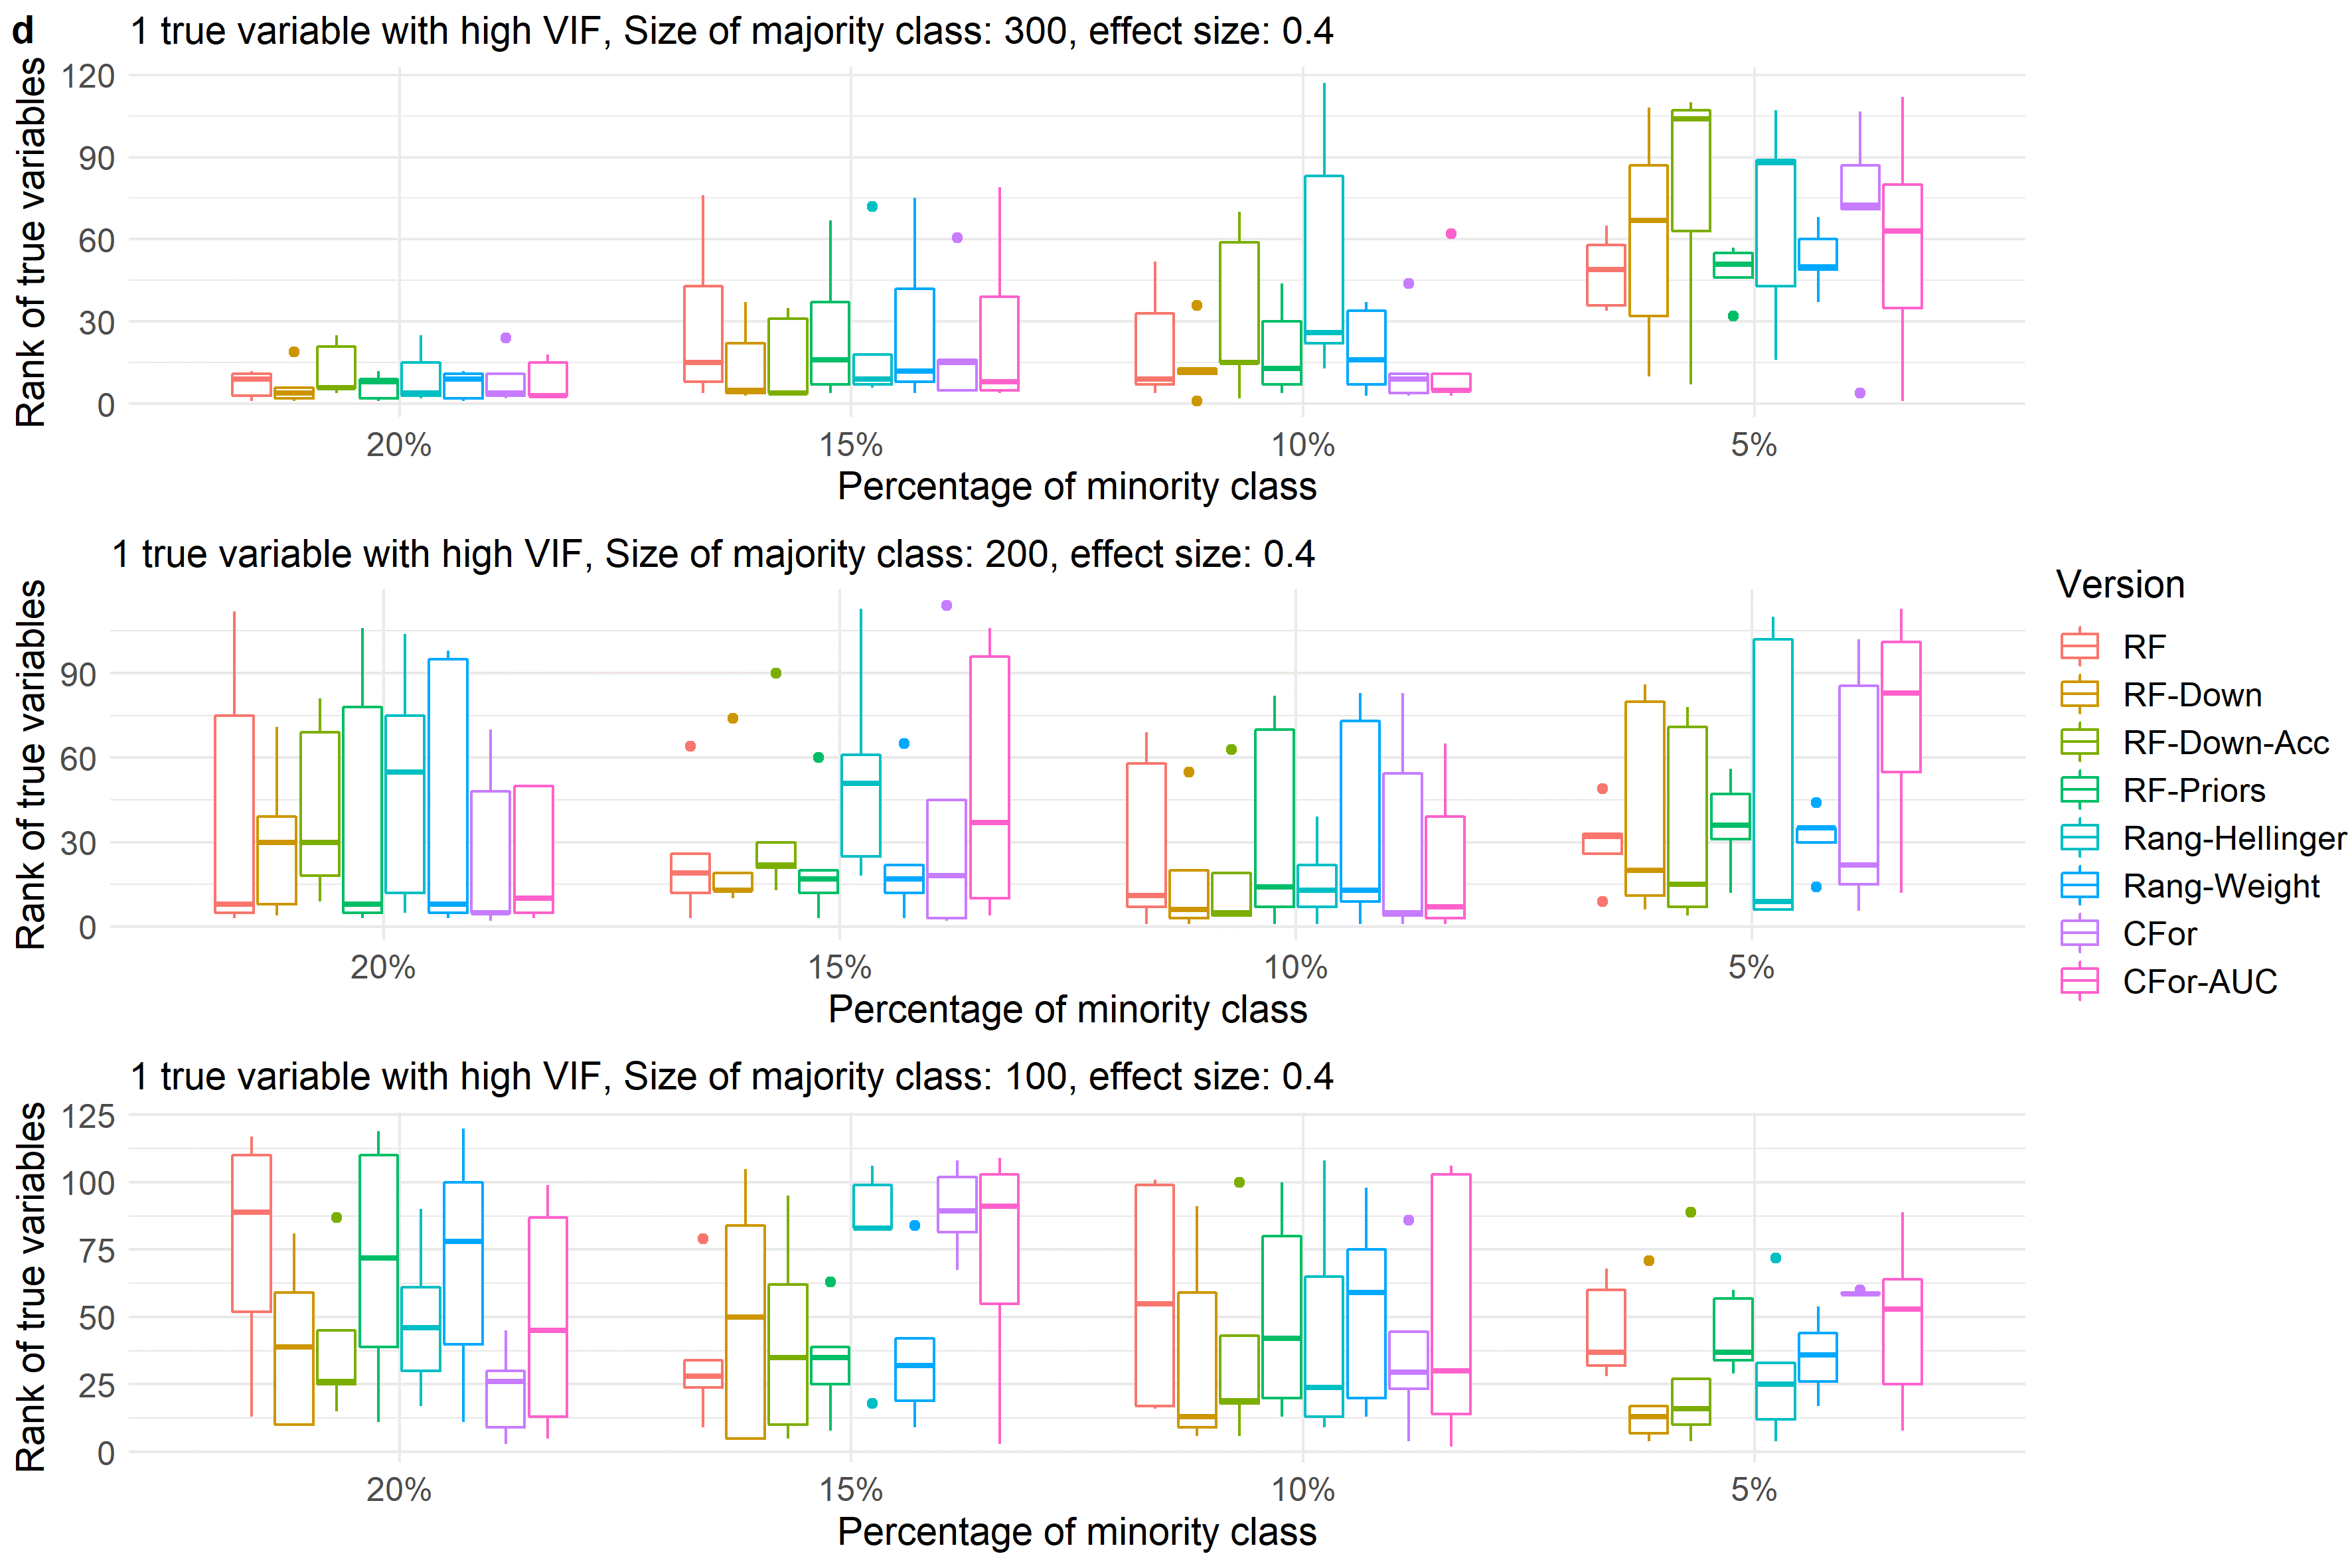 d
1 true variable with high VIF, Size of majority class: 300, effect size: 0.4
Rank of true variables
120
90
60
30
0
20%
15%
10%
5%
Percentage of minority class
1 true variable with high VIF, Size of majority class: 200, effect size: 0.4
Rank of true variables
90
60
30
0
20%
15%
10%
5%
Percentage of minority class
Version
RF
RF-Down
RF-Down-Acc
RF-Priors
Rang-Hellinger
Rang-Weight
CFor
CFor-AUC
1 true variable with high VIF, Size of majority class: 100, effect size: 0.4
Rank of true variables
125
100
75
50
25
0
20%
15%
10%
5%
Percentage of minority class